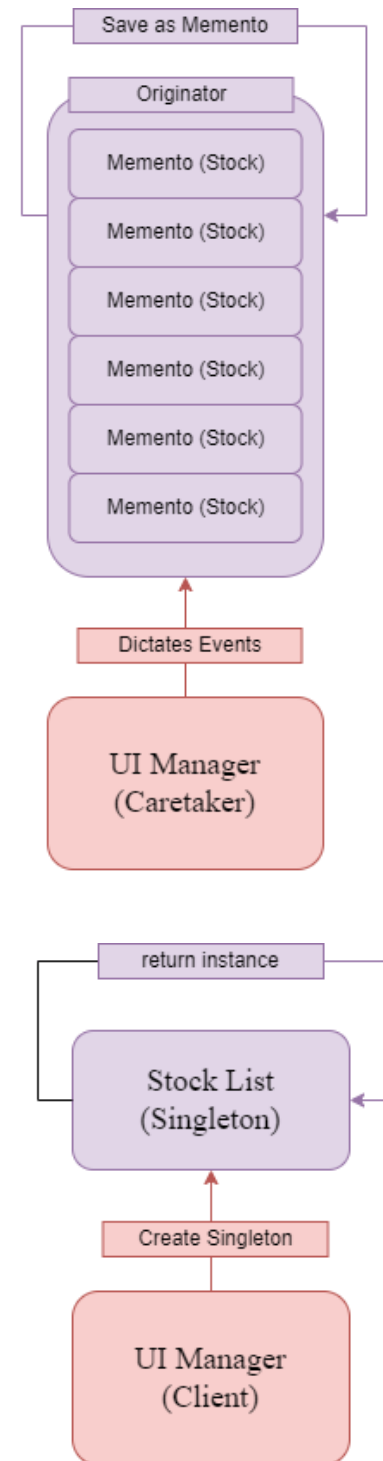 Save as Memento
Originator
Memento (Stock)
Memento (Stock)
Memento (Stock)
Memento (Stock)
Memento (Stock)
Memento (Stock)
Dictates Events
UI Manager
(Caretaker)
return instance
Stock List
(Singleton)
Create Singleton
UI Manager
(Client)